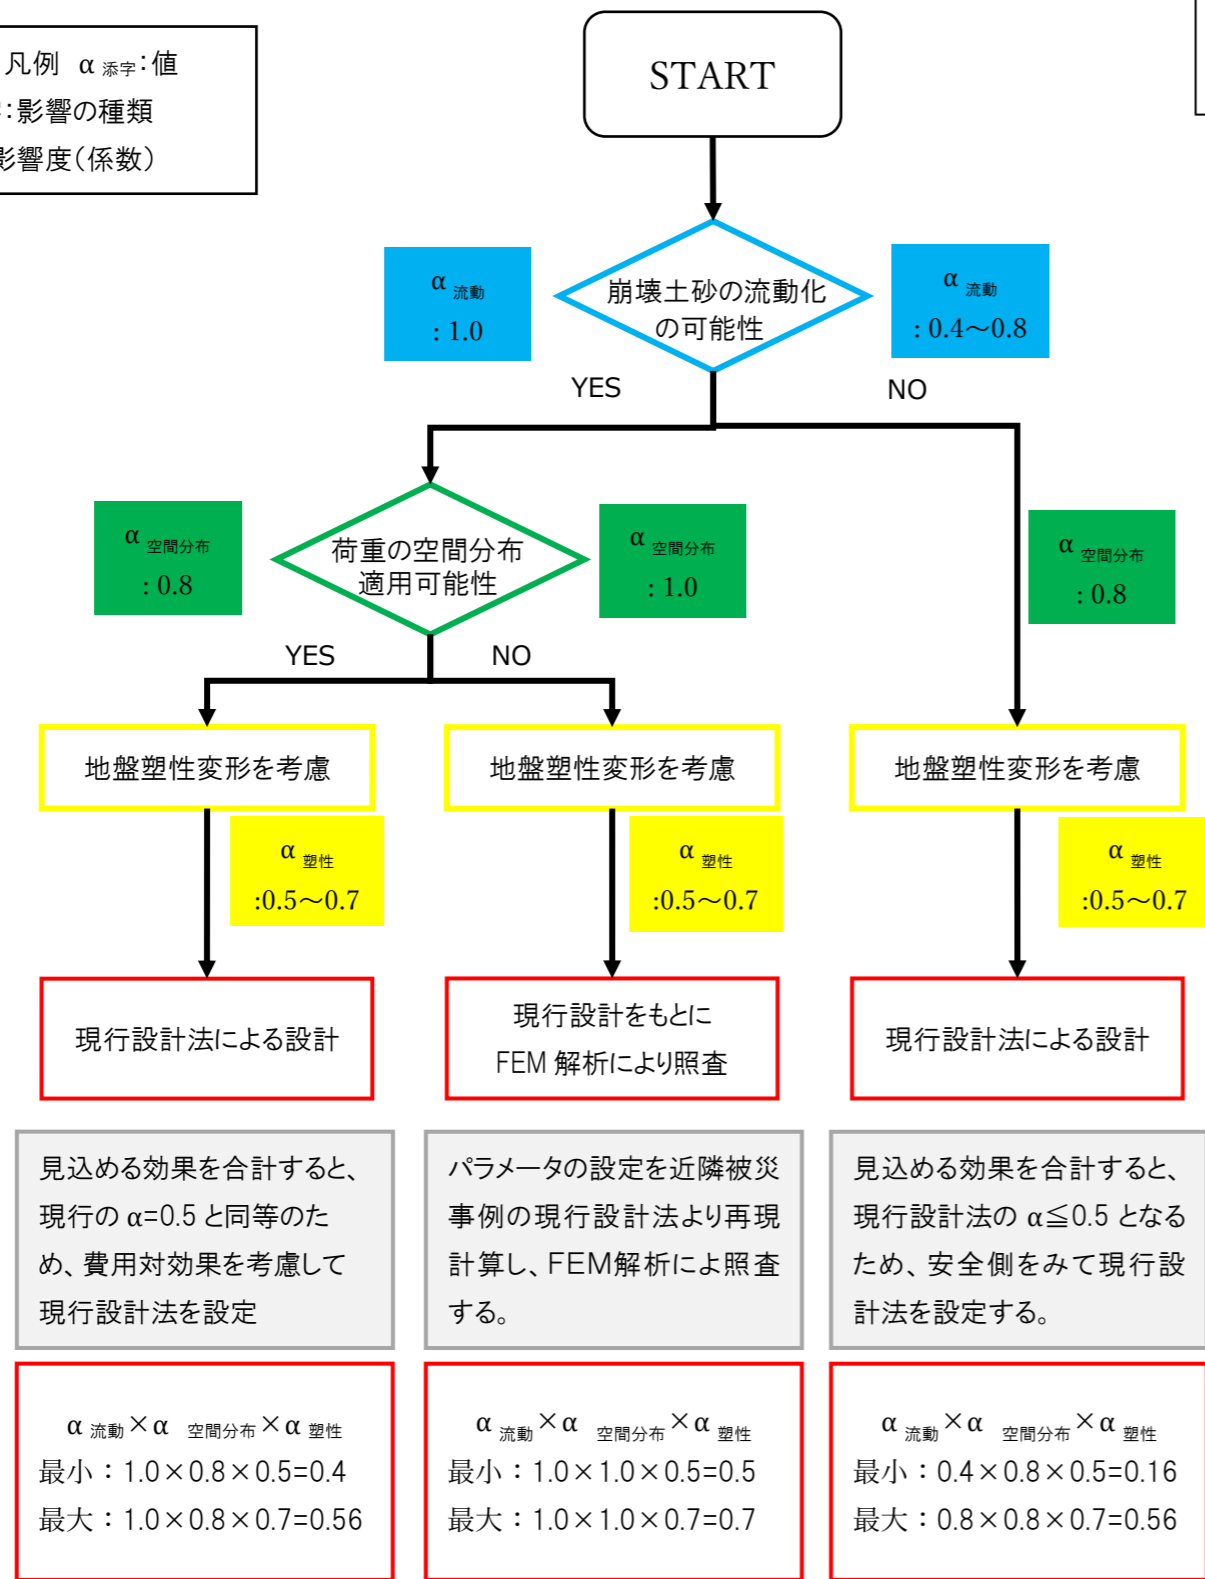 凡例 α 添字：値
：影響の種類
影響度（係数）
START
α 流動
: 1.0
崩壊土砂の流動化
の可能性
α 流動
: 0.4～0.8
YES
NO
α 空間分布
: 0.8
荷重の空間分布
適用可能性
α 空間分布
: 1.0
α 空間分布
: 0.8
YES
NO
地盤塑性変形を考慮
地盤塑性変形を考慮
地盤塑性変形を考慮
α 塑性
:0.5～0.7
α 塑性
:0.5～0.7
α 塑性
:0.5～0.7
現行設計法による設計
現行設計をもとに
FEM 解析により照査
現行設計法による設計
見込める効果を合計すると、
現行の α=0.5 と同等のた
め、費用対効果を考慮して
現行設計法を設定
パラメータの設定を近隣被災
事例の現行設計法より再現
計算し、FEM解析によ照査
する。
見込める効果を合計すると、
現行設計法の α≦0.5 となる
ため、安全側をみて現行設
計法を設定する。
α 流動×α 空間分布×α 塑性
最小：1.0×0.8×0.5=0.4
最大：1.0×0.8×0.7=0.56
α 流動×α 空間分布×α 塑性
最小：1.0×1.0×0.5=0.5
最大：1.0×1.0×0.7=0.7
α 流動×α 空間分布×α 塑性
最小：0.4×0.8×0.5=0.16
最大：0.8×0.8×0.7=0.56